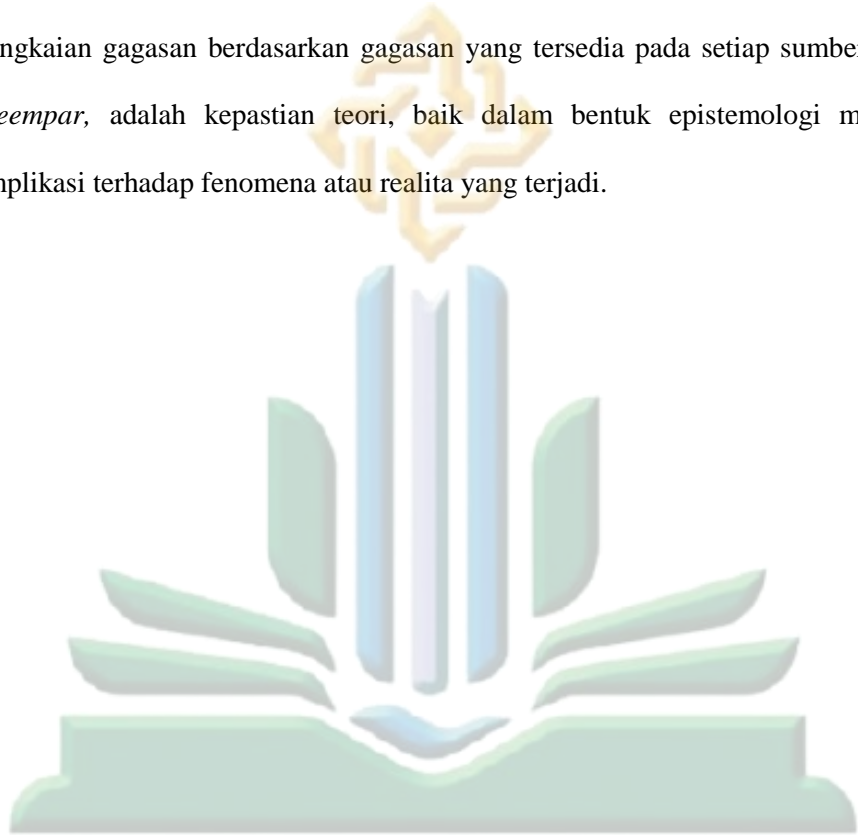 ngkaian gagasan berdasarkan gagasan yang tersedia pada setiap sumber
eempar, adalah kepastian teori, baik dalam bentuk epistemologi m
nplikasi terhadap fenomena atau realita yang terjadi.